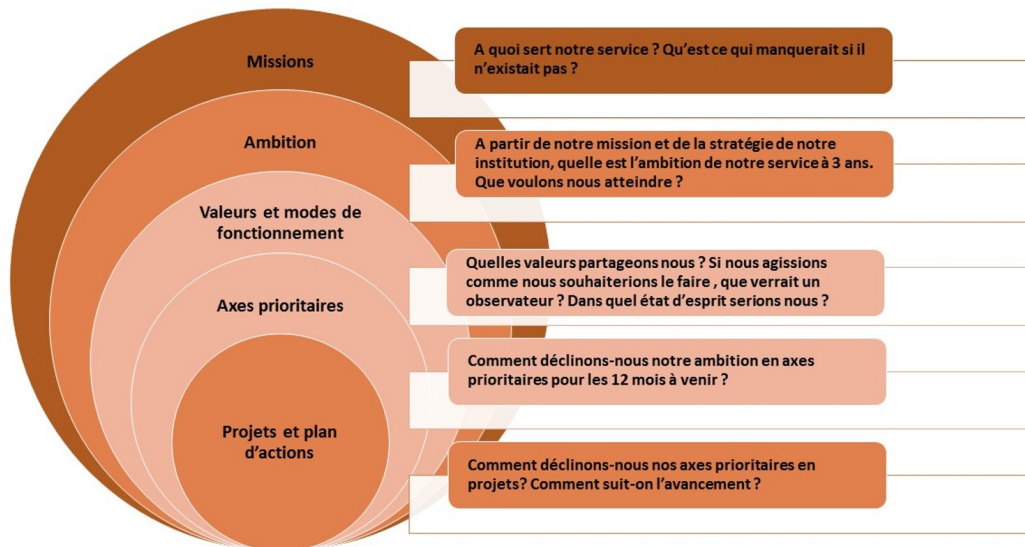 Missions
A quoi sert notre service ? Qu'est ce qui manquerait si il
n'existait pas ?
Ambition
A partir de notre mission et de la stratégie de notre
institution, quelle est l'ambition de notre service à 3 ans.
Que voulons nous atteindre ?
Valeurs et modes de
fonctionnement
Quelles valeurs partageons nous ? Si nous agissions
comme nous souhaiterions le faire , que verrait un
observateur ? Dans quel état d'esprit serions nous ?
Axes prioritaires
Comment déclinons-nous notre ambition en axes
prioritaires pour les 12 mois à venir ?
Projets et plan
d'actions
Comment déclinons-nous nos axes prioritaires en
projets? Comment suit-on l'avancement ?